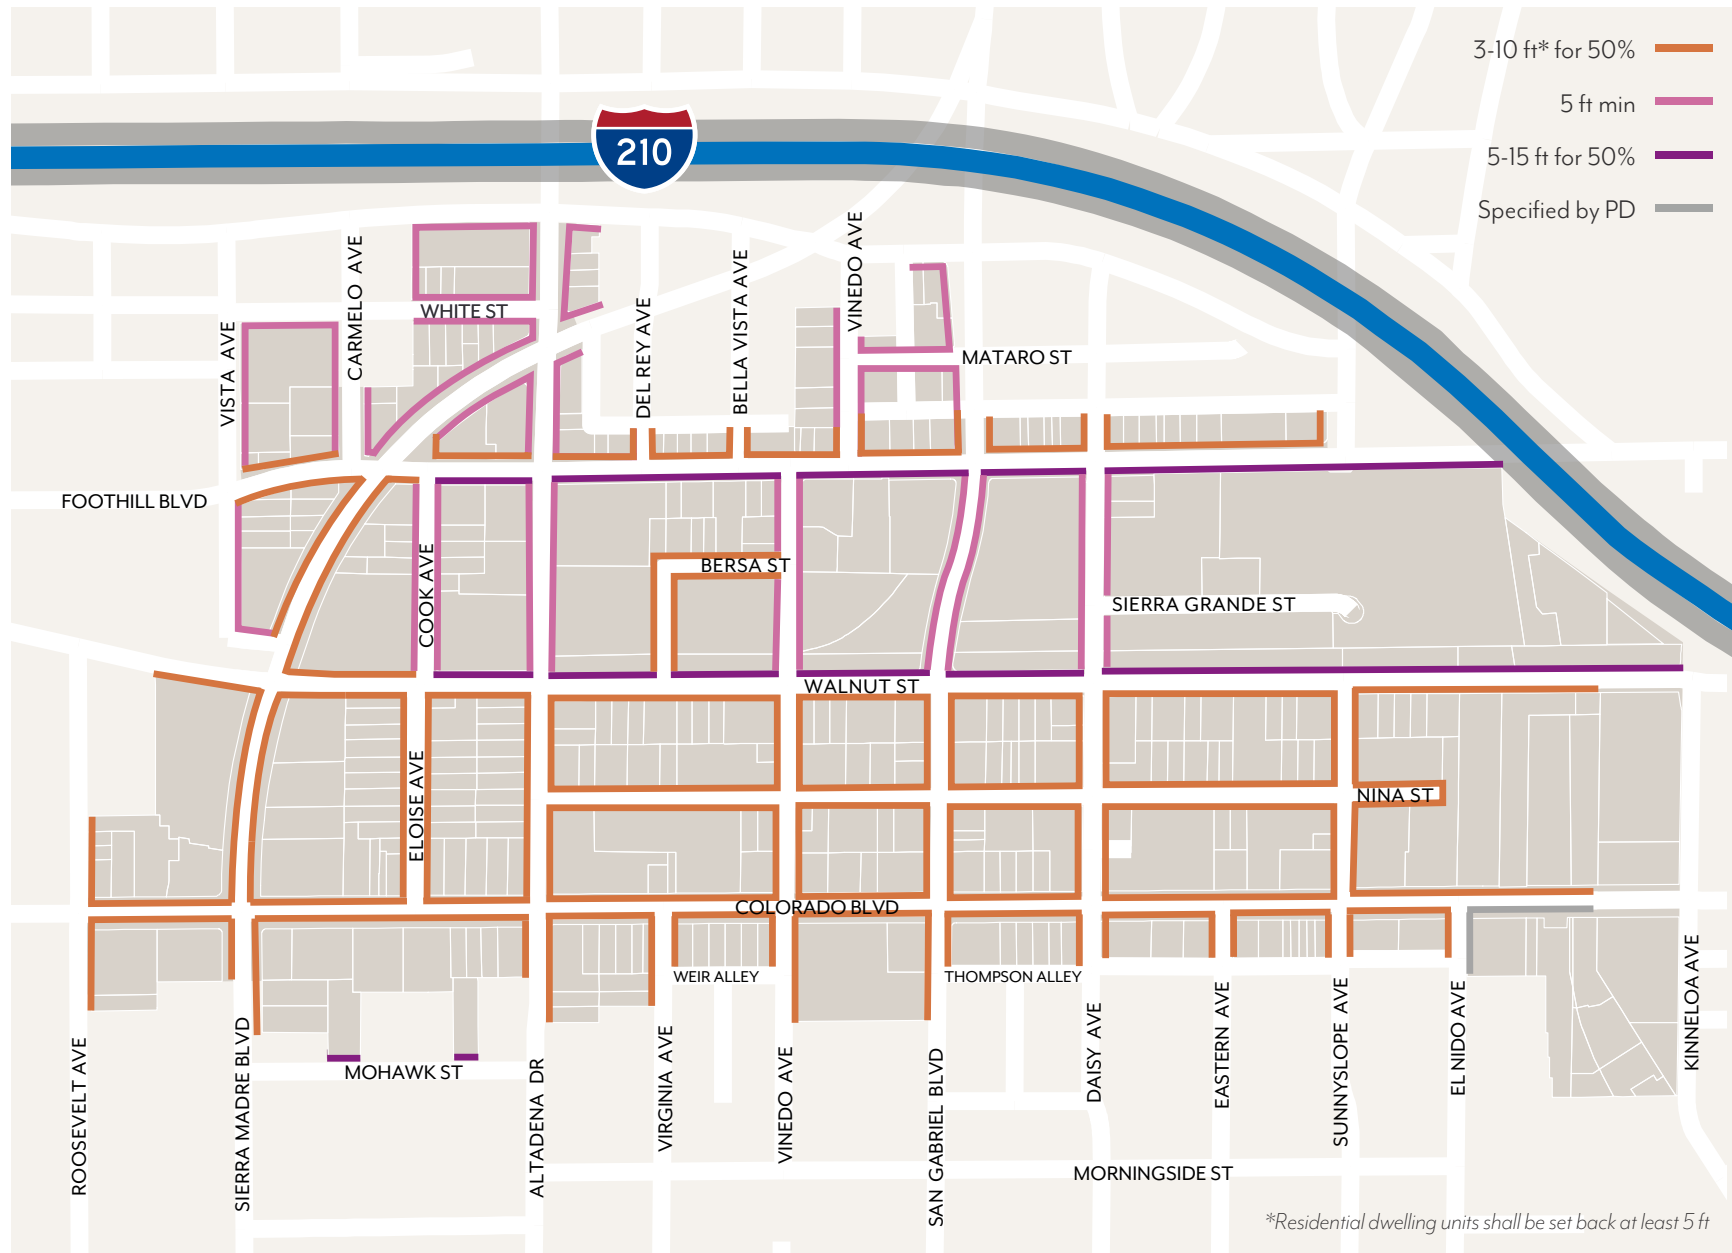 3-10 ft* for 50%
5 ft min
5-15 ft for 50%
Specified by PD
210
VISTA AVE
CARMELO AVE
WHITE ST
DEL REY AVE
BELLA VISTA AVE
VINEDO AVE
MATARO ST
FOOTHILL BLVD
COOK AVE
BERSA ST
SIERRA GRANDE ST
WALNUT ST
ELOISE AVE
NINA ST
COLORADO BLVD
WEIR ALLEY
THOMPSON ALLEY
MOHAWK ST
ROOSEVELT AVE
SIERRA MADRE BLVD
ALTADENA DR
VIRGINIA AVE
VINEDO AVE
SAN GABRIEL BLVD
DAISY AVE
EASTERN AVE
SUNNYSLOPE AVE
EL NIDO AVE
KINNELOA AVE
MORNINGSIDE ST
*Residential dwelling units shall be set back at least 5 ft